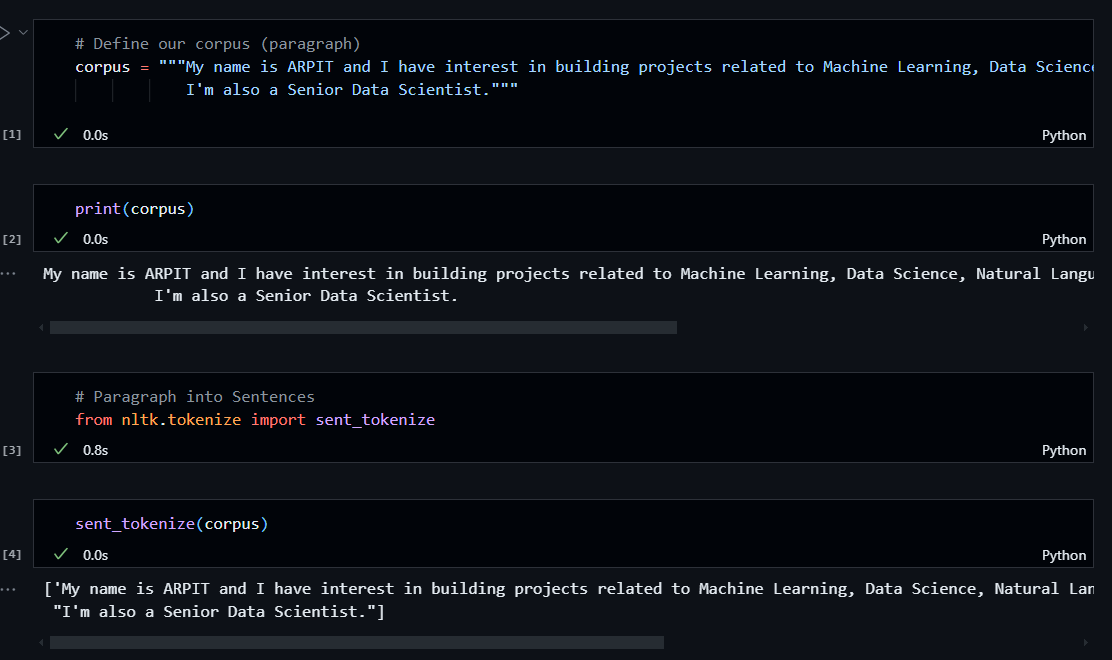 # Define our corpus (paragraph)
corpus = """My name is ARPIT and I have interest in building projects related to Machine Learning, Data Science
I'm also a Senior Data Scientist."""
[1]
0.0s
Python
print(corpus)
[2]
0.0s
Python
My name is ARPIT and I have interest in building projects related to Machine Learning, Data Science, Natural
I'm also a Senior Data Scientist.
# Paragraph into Sentences
from nltk.tokenize import sent_tokenize
[3]
0.8s
Python
sent_tokenize(corpus)
[4]
0.0s
Python
['My name is ARPIT and I have interest in building projects related to Machine Learning, Data Science, Natural
"I'm also a Senior Data Scientist."]